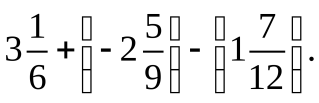 3 1/6 + (- 2 5/9) - (1 7/12).